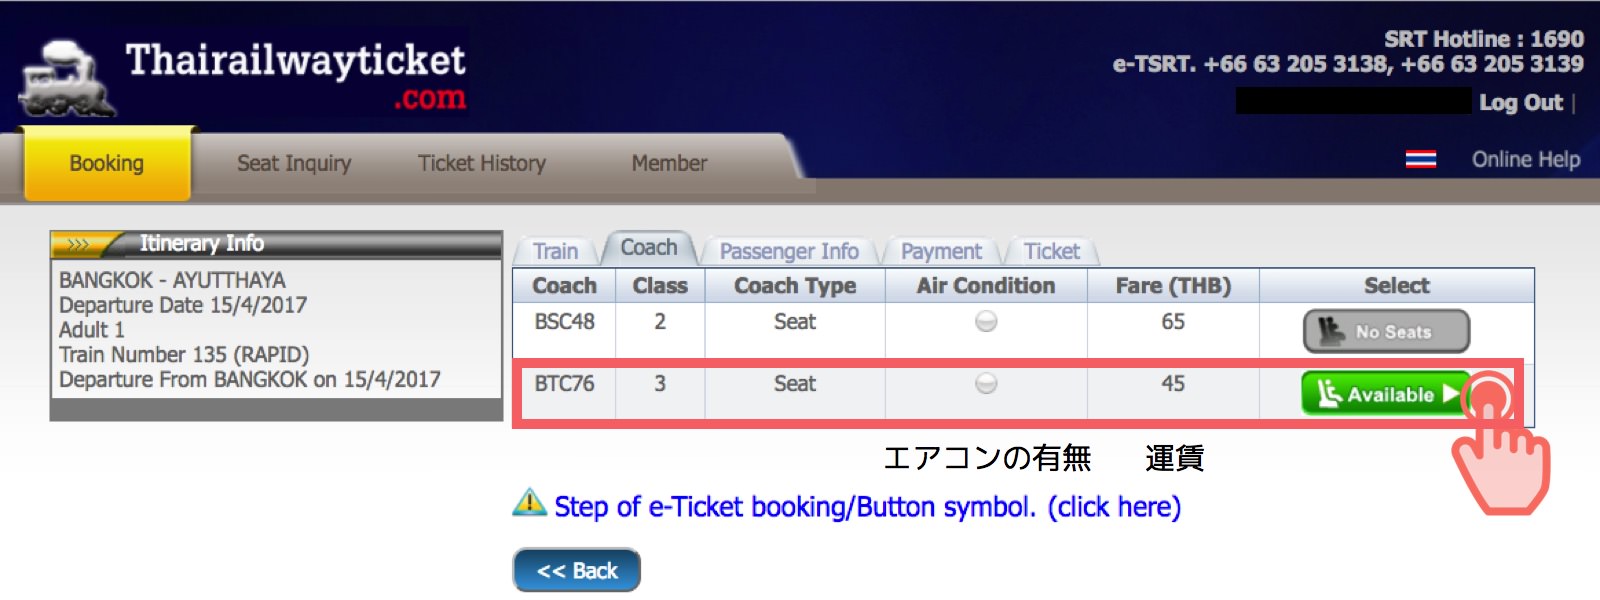 Thairailwayticket
.com
SRT Hotline : 1690
e-TSRT. +66 63 205 3138, +66 63 205 3139
Log Out |
Booking Seat Inquiry Ticket History Member Online Help
>>> Itinerary Info
BANGKOK - AYUTTHAYA
Departure Date 15/4/2017
Adult 1
Train Number 135 (RAPID)
Departure From BANGKOK on 15/4/2017
Train Coach Passenger Info Payment Ticket
Coach Class Coach Type Air Condition Fare (THB) Select
BSC48 2 Seat 65 No Seats
BTC76 3 Seat 45 Available
エアコンの有無 運賃
Step of e-Ticket booking/Button symbol. (click here)
<< Back